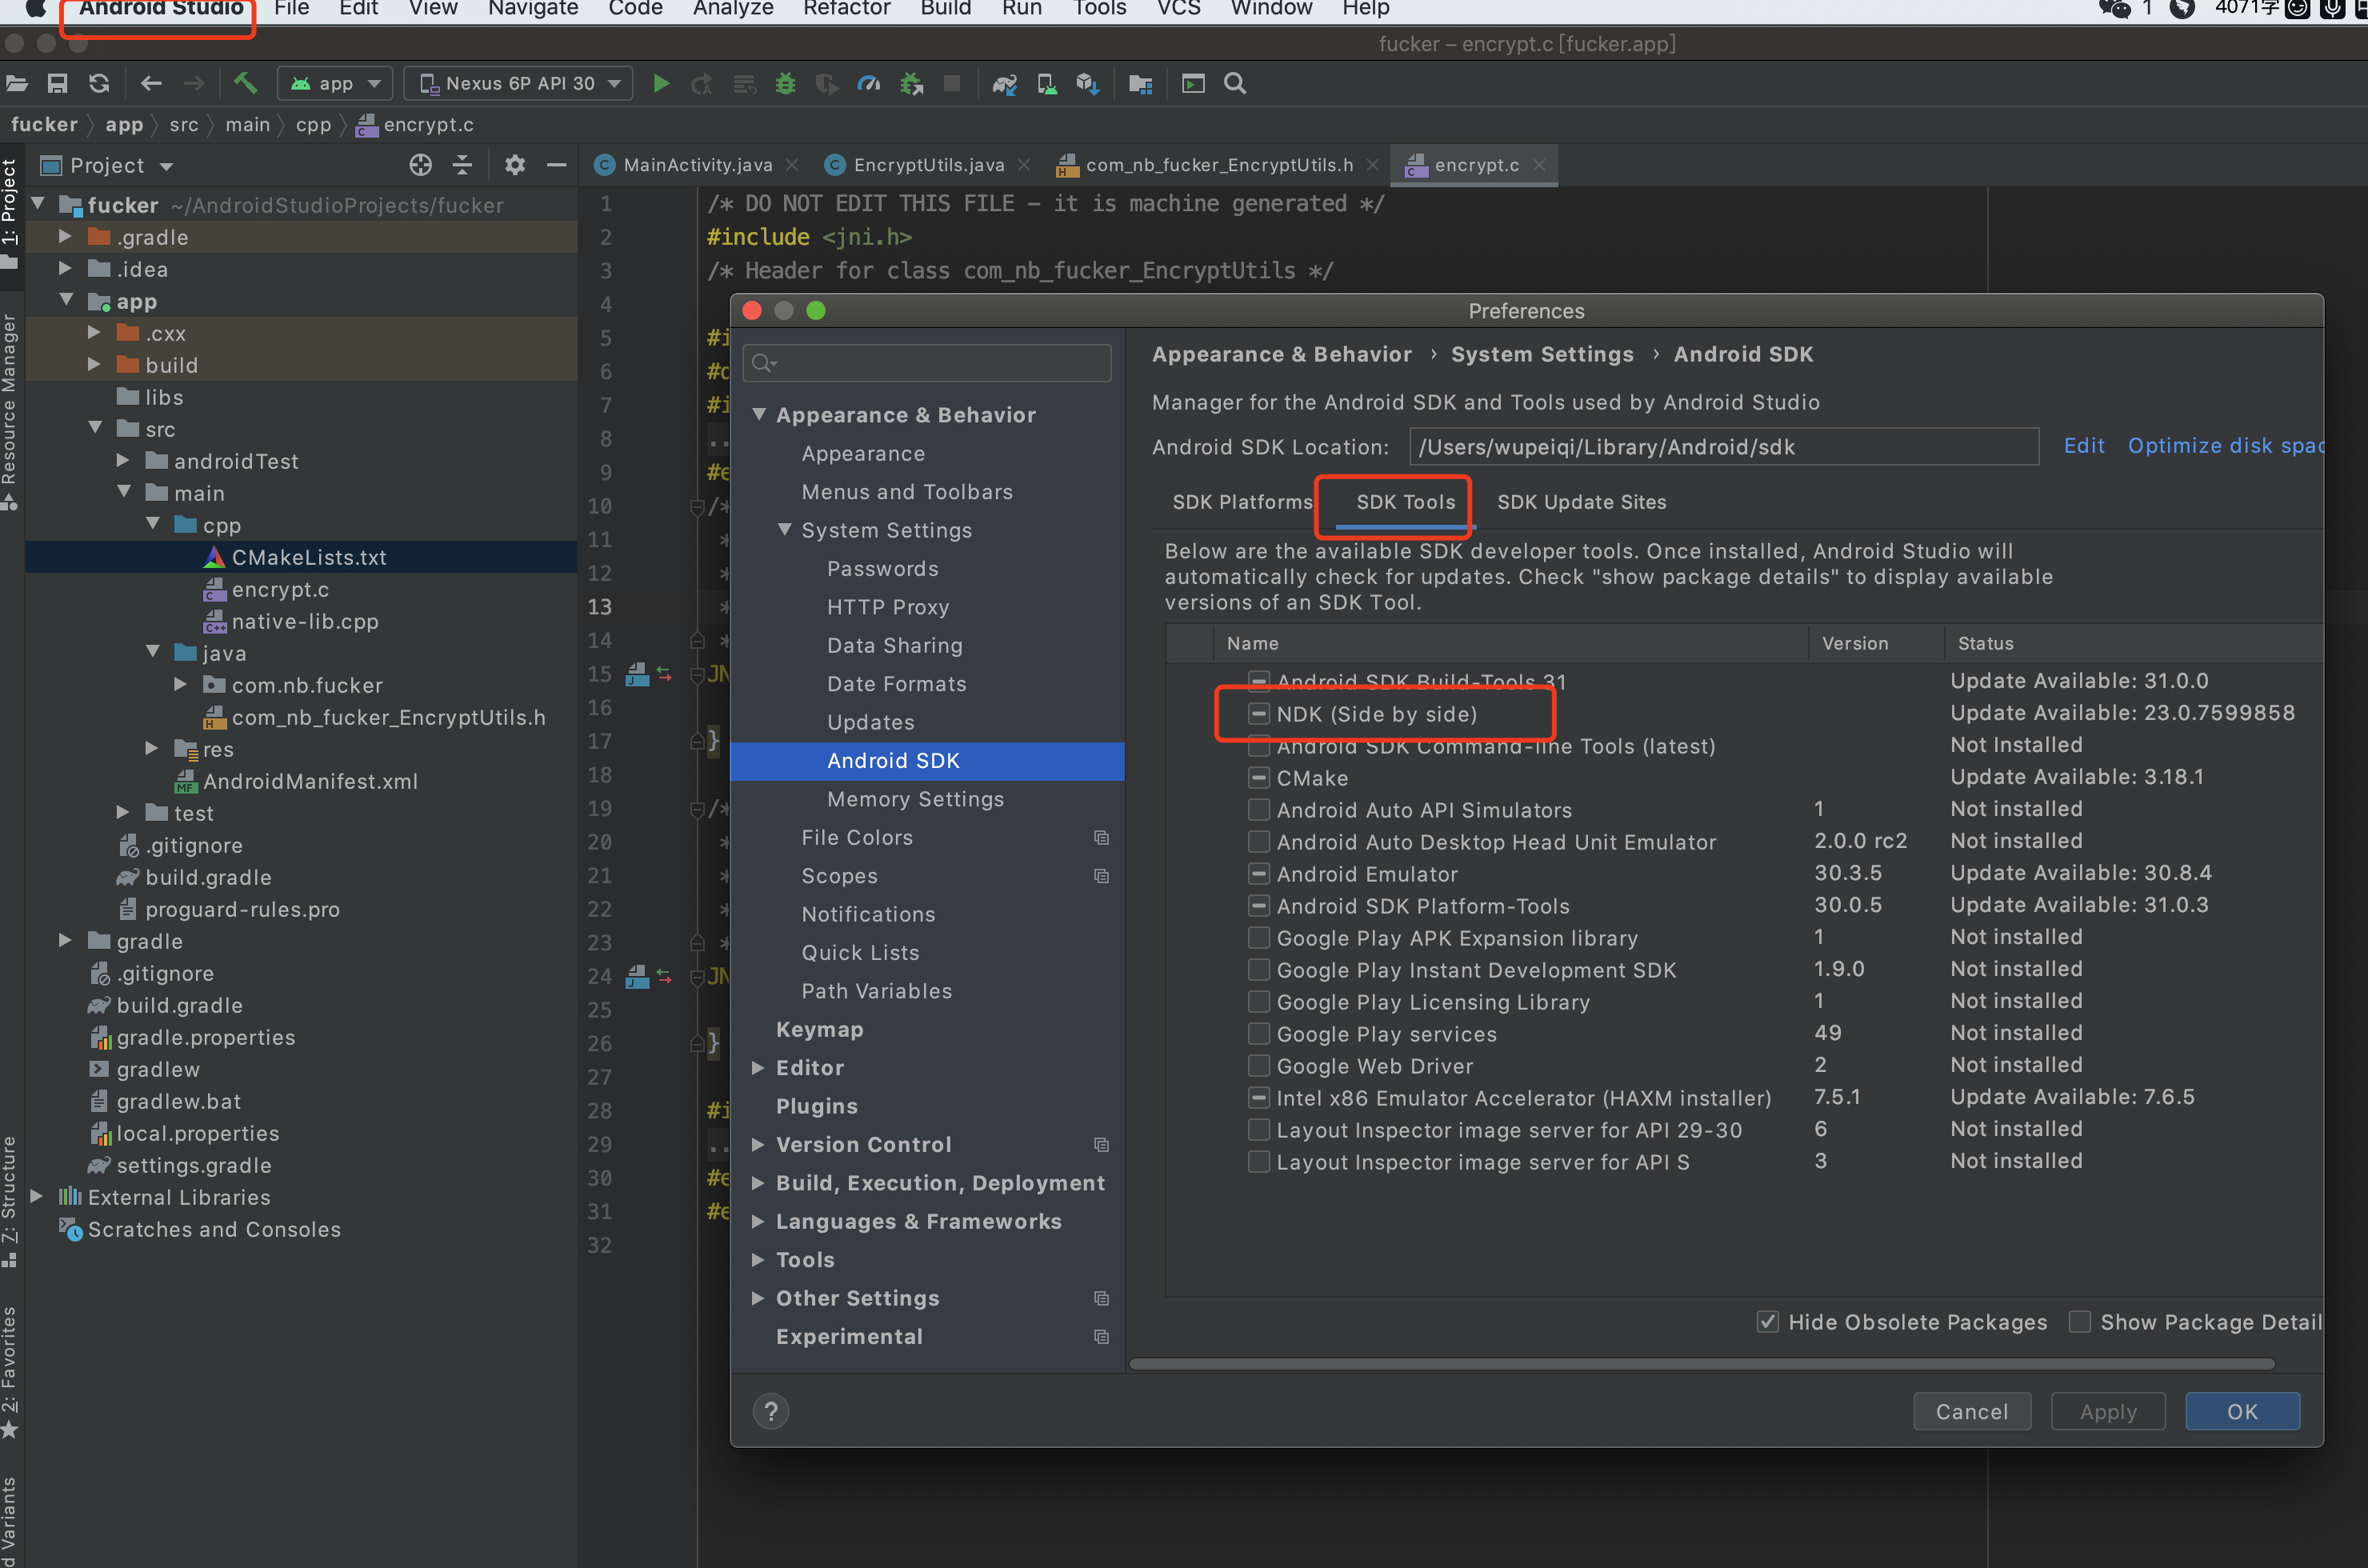 Android Studio File Edit View Navigate Code Analyze Refactor Build Run Tools VCS Window Help 1 4071字
fucker – encrypt.c [fucker.app]
app Nexus 6P API 30
fucker app src main cpp encrypt.c
Project
MainActivity.java EncryptUtils.java com_nb_fucker_EncryptUtils.h encrypt.c
1: Project
Resource Manager
7: Structure
2: Favorites
d Variants
fucker ~/AndroidStudioProjects/fucker
.gradle
.idea
app
.cxx
build
libs
src
androidTest
main
cpp
CMakeLists.txt
encrypt.c
native-lib.cpp
java
com.nb.fucker
com_nb_fucker_EncryptUtils.h
res
AndroidManifest.xml
test
.gitignore
build.gradle
proguard-rules.pro
gradle
.gitignore
build.gradle
gradle.properties
gradlew
gradlew.bat
local.properties
settings.gradle
External Libraries
Scratches and Consoles
1 /* DO NOT EDIT THIS FILE – it is machine generated */
2 #include <jni.h>
3 /* Header for class com_nb_fucker_EncryptUtils */
4
5 #i
6 #d
7 #i
8 ..
9 #e
10 /*
11 *
12 *
13 *
14 *
15 JN
16
17 }
18
19 /*
20 *
21 *
22 *
23 *
24 JN
25
26 }
27
28 #i
29 ..
30 #e
31 #e
32
Preferences
Appearance & Behavior
Appearance
Menus and Toolbars
System Settings
Passwords
HTTP Proxy
Data Sharing
Date Formats
Updates
Android SDK
Memory Settings
File Colors
Scopes
Notifications
Quick Lists
Path Variables
Keymap
Editor
Plugins
Version Control
Build, Execution, Deployment
Languages & Frameworks
Tools
Other Settings
Experimental
Appearance & Behavior › System Settings › Android SDK
Manager for the Android SDK and Tools used by Android Studio
Android SDK Location: /Users/wupeiqi/Library/Android/sdk Edit Optimize disk spac
SDK Platforms SDK Tools SDK Update Sites
Below are the available SDK developer tools. Once installed, Android Studio will
automatically check for updates. Check "show package details" to display available
versions of an SDK Tool.
Name Version Status
Android SDK Build-Tools 31 Update Available: 31.0.0
NDK (Side by side) Update Available: 23.0.7599858
Android SDK Command-line Tools (latest) Not Installed
CMake Update Available: 3.18.1
Android Auto API Simulators 1 Not installed
Android Auto Desktop Head Unit Emulator 2.0.0 rc2 Not installed
Android Emulator 30.3.5 Update Available: 30.8.4
Android SDK Platform-Tools 30.0.5 Update Available: 31.0.3
Google Play APK Expansion library 1 Not installed
Google Play Instant Development SDK 1.9.0 Not installed
Google Play Licensing Library 1 Not installed
Google Play services 49 Not installed
Google Web Driver 2 Not installed
Intel x86 Emulator Accelerator (HAXM installer) 7.5.1 Update Available: 7.6.5
Layout Inspector image server for API 29-30 6 Not installed
Layout Inspector image server for API S 3 Not installed
Hide Obsolete Packages Show Package Detail
? Cancel Apply OK